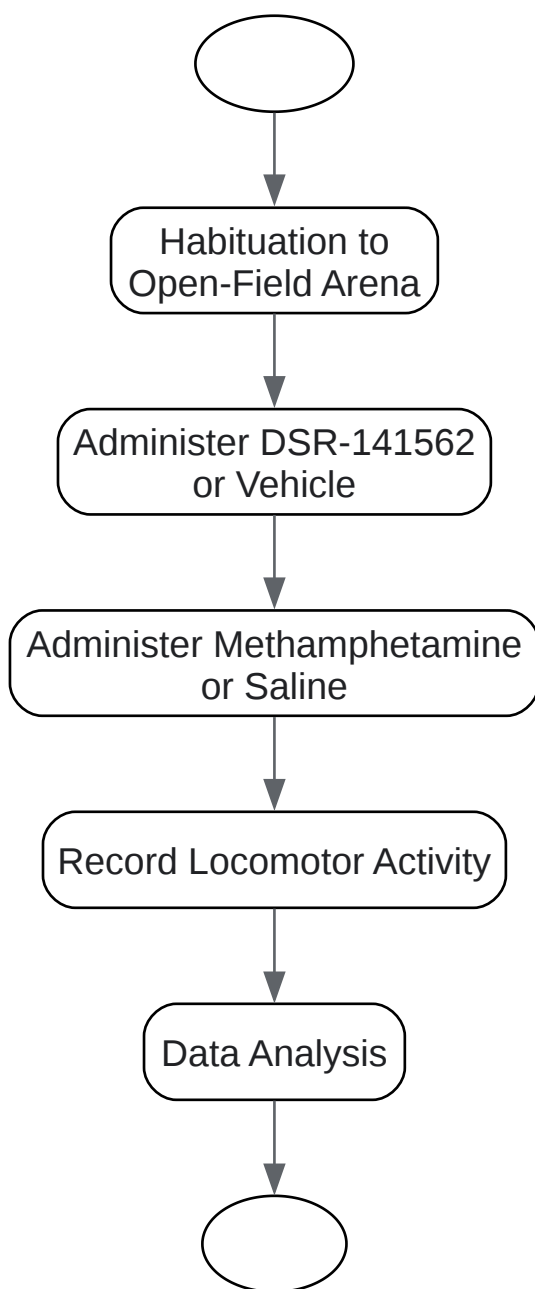 Habituation to
Open-Field Arena
Administer DSR-141562
or Vehicle
Administer Methamphetamine
or Saline
Record Locomotor Activity
Data Analysis